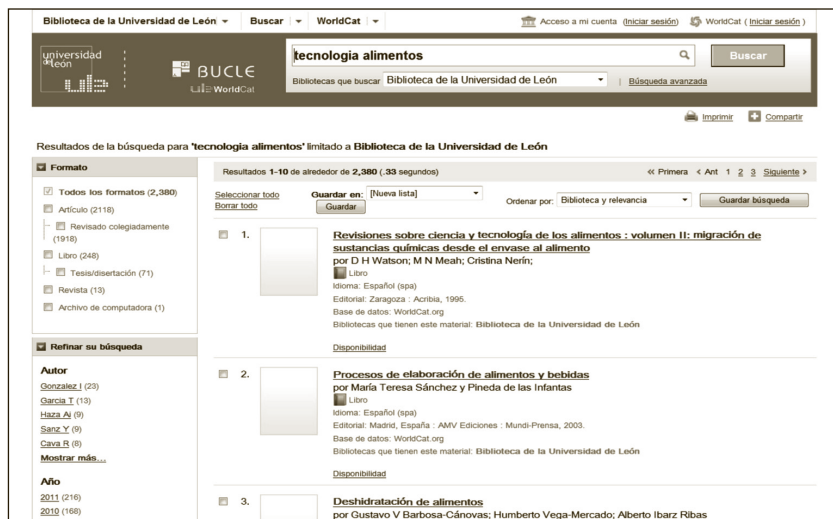 Biblioteca de la Universidad de León Buscar WorldCat Acceso a mi cuenta (Iniciar sesión) WorldCat ( Iniciar sesión )
universidad
de león
BUCLE
WorldCat
tecnologia alimentos Buscar
Bibliotecas que buscar Biblioteca de la Universidad de León | Búsqueda avanzada
Imprimir Compartir
Resultados de la búsqueda para 'tecnologia alimentos' limitado a Biblioteca de la Universidad de León
Formato
Todos los formatos (2,380)
Artículo (2118)
Revisado colegiadamente
(1918)
Libro (248)
Tesis/disertación (71)
Revista (13)
Archivo de computadora (1)
Refinar su búsqueda
Autor
Gonzalez I (23)
Garcia T (13)
Haza Ai (9)
Sanz Y (9)
Cava R (8)
Mostrar más...
Año
2011 (216)
2010 (168)
Resultados 1-10 de alrededor de 2,380 (.33 segundos) « Primera < Ant 1 2 3 Siguiente >
Seleccionar todo Guardar en: [Nueva lista] Ordenar por: Biblioteca y relevancia Guardar búsqueda
Borrar todo Guardar
1. Revisiones sobre ciencia y tecnología de los alimentos : volumen II: migración de
sustancias químicas desde el envase al alimento
por D H Watson; M N Meah; Cristina Nerín;
Libro
Idioma: Español (spa)
Editorial: Zaragoza : Acribia, 1995.
Base de datos: WorldCat.org
Bibliotecas que tienen este material: Biblioteca de la Universidad de León
Disponibilidad
2. Procesos de elaboración de alimentos y bebidas
por María Teresa Sánchez y Pineda de las Infantas
Libro
Idioma: Español (spa)
Editorial: Madrid, España : AMV Ediciones : Mundi-Prensa, 2003.
Base de datos: WorldCat.org
Bibliotecas que tienen este material: Biblioteca de la Universidad de León
Disponibilidad
3. Deshidratación de alimentos
por Gustavo V Barbosa-Cánovas; Humberto Vega-Mercado; Alberto Ibarz Ribas